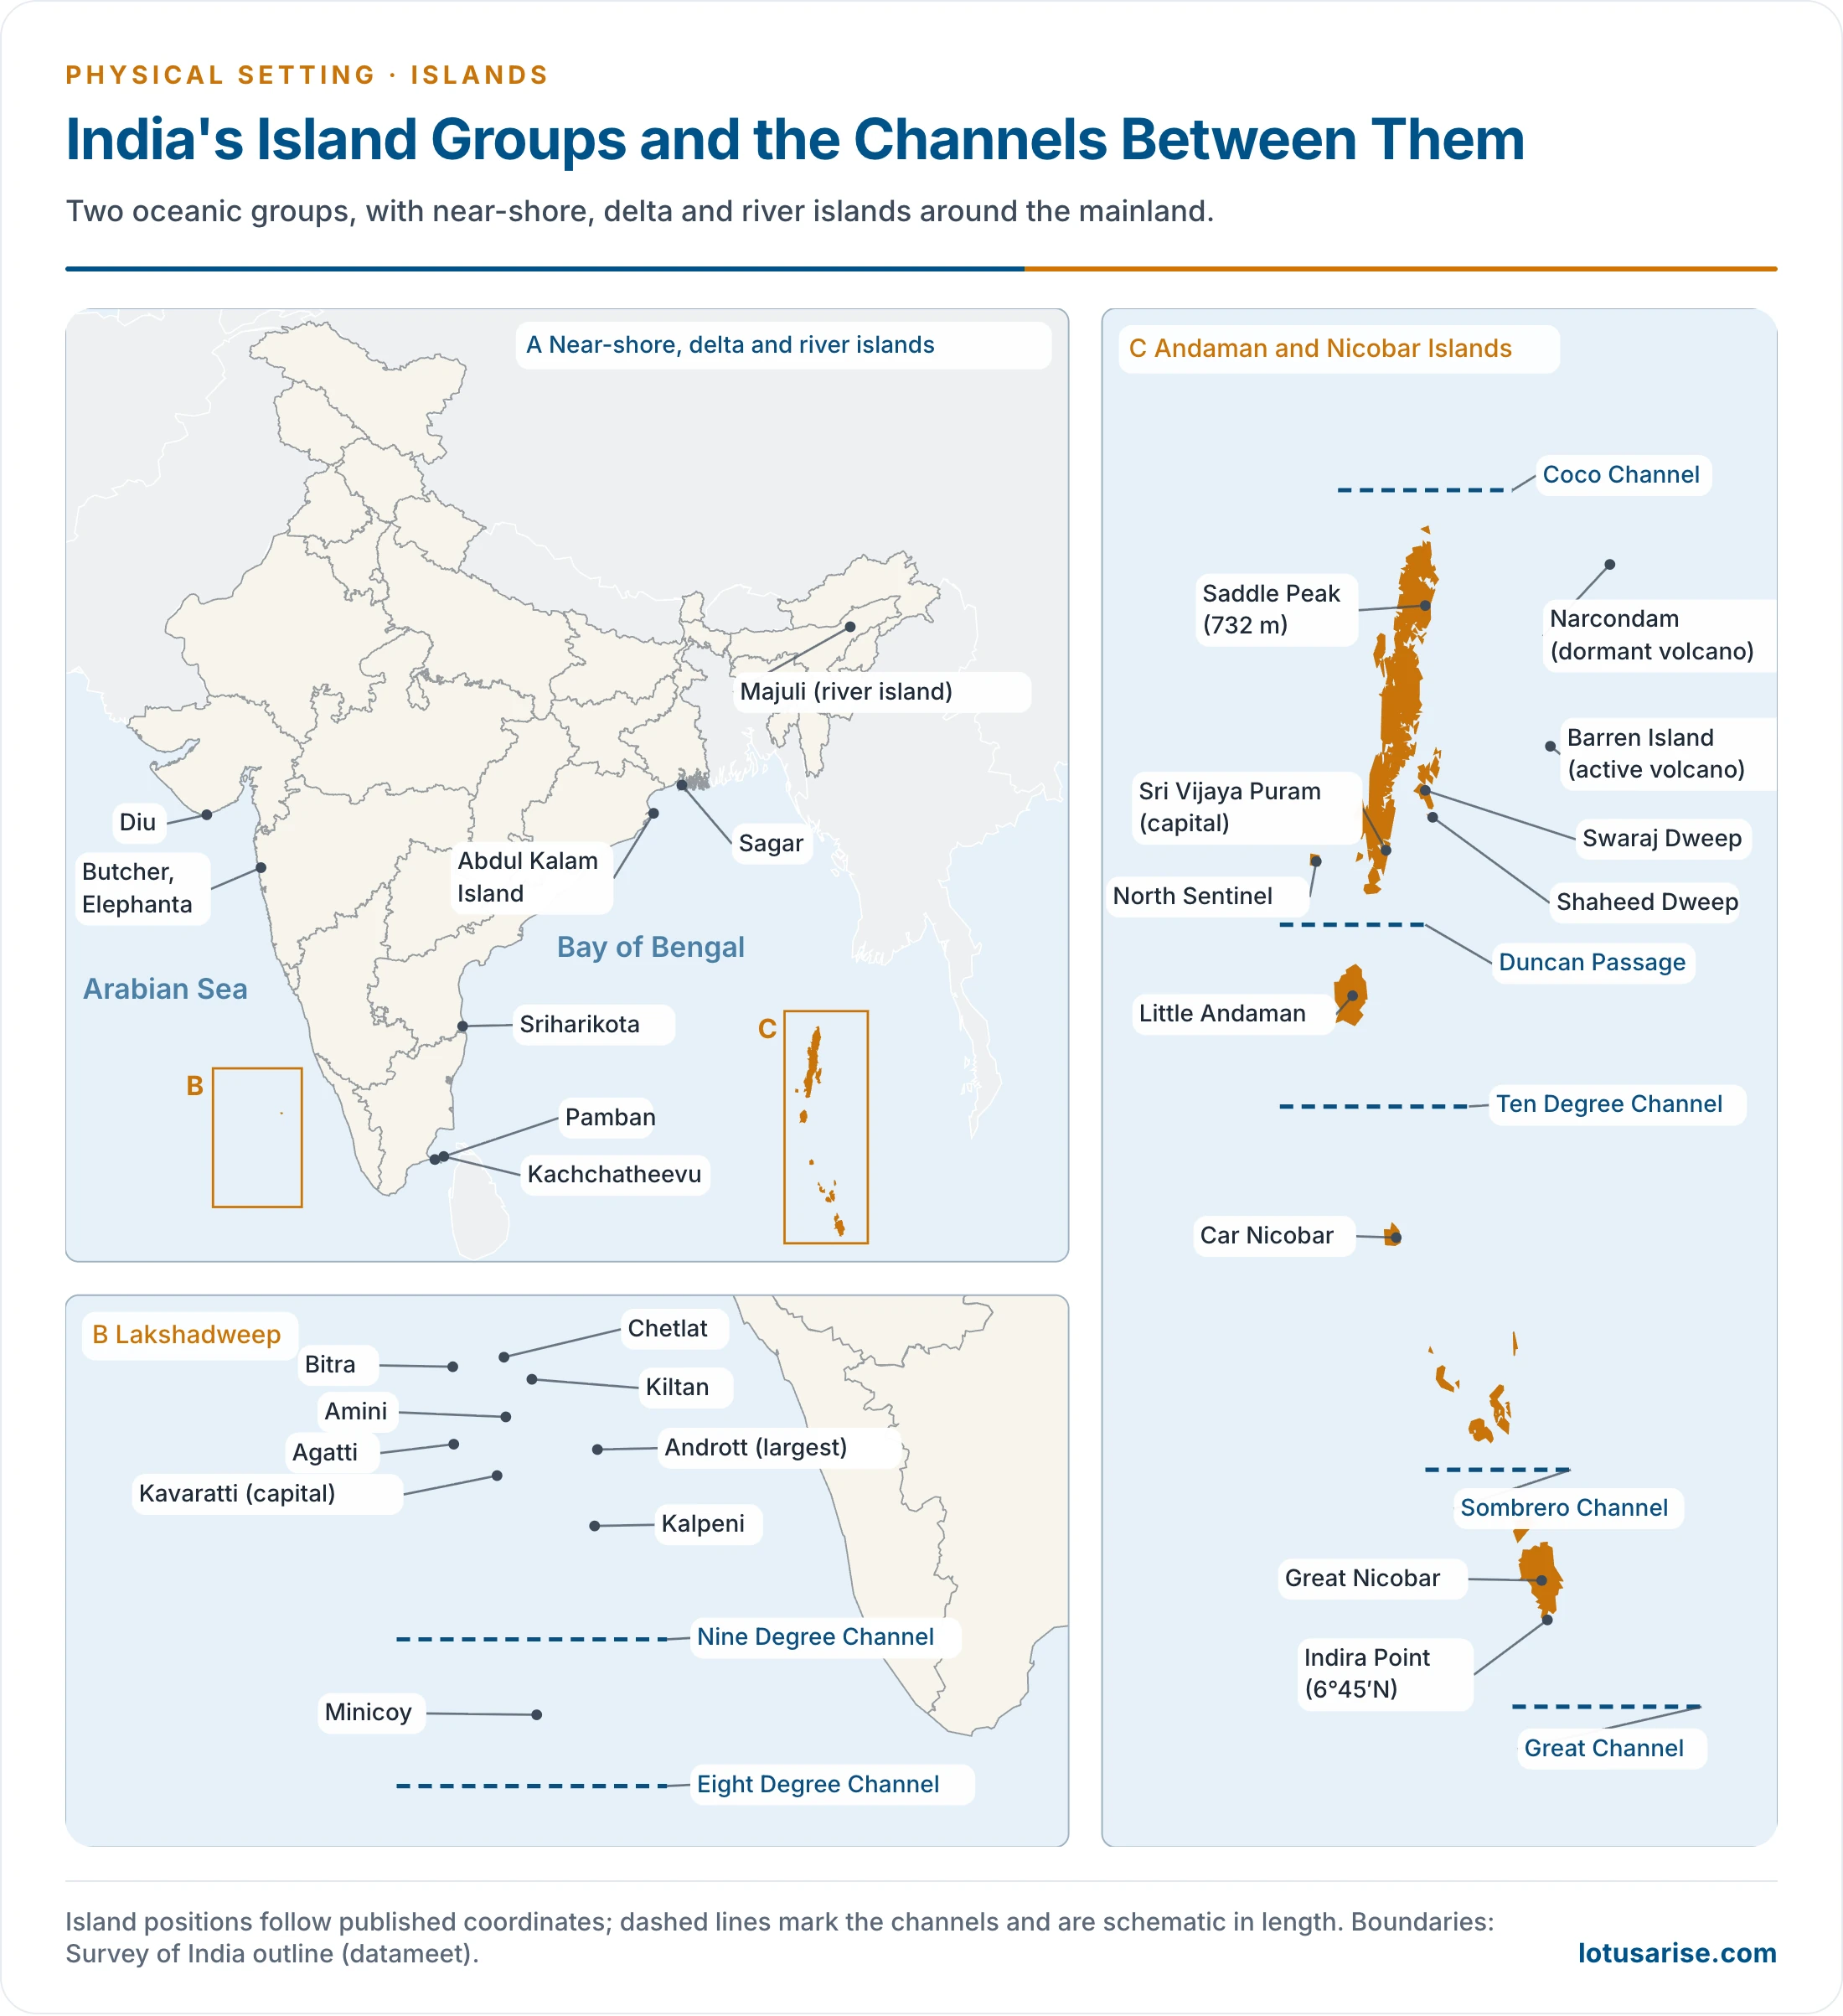 PHYSICAL SETTING · ISLANDS
India's Island Groups and the Channels Between Them
Two oceanic groups, with near-shore, delta and river islands around the mainland.
A Near-shore, delta and river islands
Majuli (river island)
Diu
Butcher,
Elephanta
Abdul Kalam
Island
Sagar
Bay of Bengal
Arabian Sea
Sriharikota
C
B
Pamban
Kachchatheevu
B Lakshadweep
Chetlat
Bitra
Kiltan
Amini
Agatti
Andrott (largest)
Kavaratti (capital)
Kalpeni
Nine Degree Channel
Minicoy
Eight Degree Channel
C Andaman and Nicobar Islands
Coco Channel
Saddle Peak
(732 m)
Narcondam
(dormant volcano)
Barren Island
(active volcano)
Sri Vijaya Puram
(capital)
Swaraj Dweep
North Sentinel
Shaheed Dweep
Duncan Passage
Little Andaman
Ten Degree Channel
Car Nicobar
Sombrero Channel
Great Nicobar
Indira Point
(6°45′N)
Great Channel
Island positions follow published coordinates; dashed lines mark the channels and are schematic in length. Boundaries:
Survey of India outline (datameet).
lotusarise.com